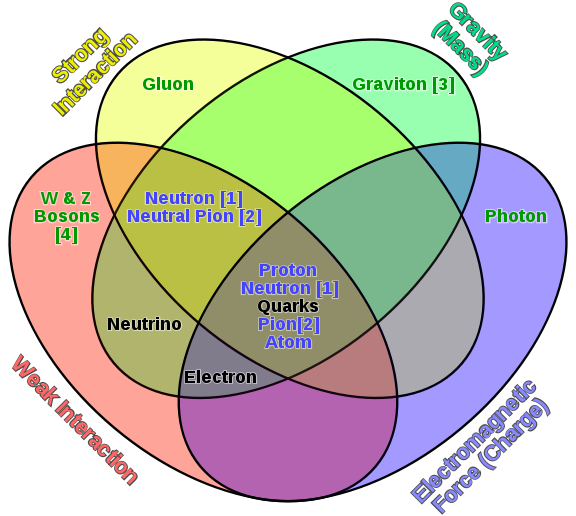 Strong
Interaction
Gravity
(Mass)
Gluon
Graviton [3]
W & Z
Bosons
[4]
Neutron [1]
Neutral Pion [2]
Photon
Proton
Neutron [1]
Quarks
Pion[2]
Atom
Neutrino
Electron
Weak Interaction
Electromagnetic
Force (Charge)